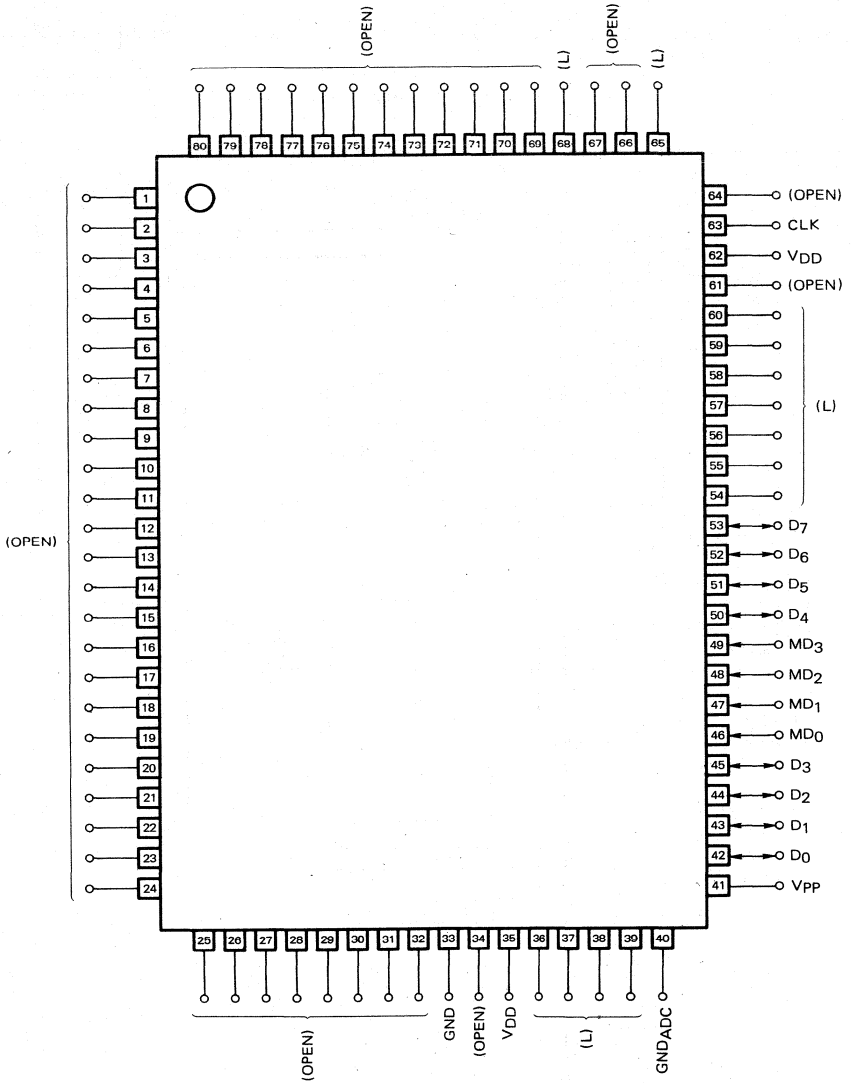 (OPEN) (L) (OPEN) (L)
80 79 78 77 76 75 74 73 72 71 70 69 68 67 66 65
1 64 (OPEN)
2 63 CLK
3 62 VDD
4 61 (OPEN)
5 60
6 59
7 58
8 57 (L)
9 56
10 55
11 54
12 53 D7
(OPEN)
13 52 D6
14 51 D5
15 50 D4
16 49 MD3
17 48 MD2
18 47 MD1
19 46 MD0
20 45 D3
21 44 D2
22 43 D1
23 42 D0
24 41 VPP
25 26 27 28 29 30 31 32 33 34 35 36 37 38 39 40
(OPEN) GND (OPEN) VDD (L) GNDADC